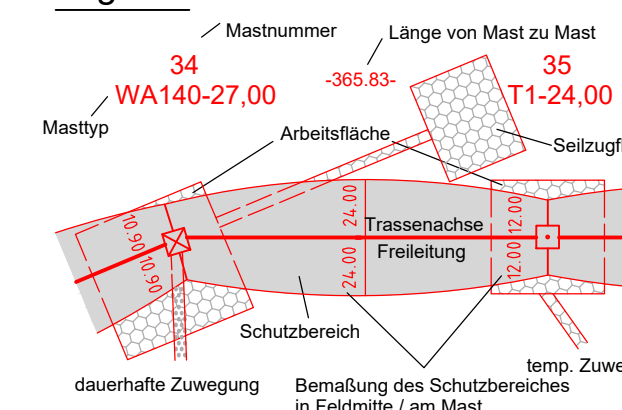 Mastnummer
Länge von Mast zu Mast
34
-365.83-
35
WA140-27,00
T1-24,00
Masttyp
Arbeitsfläche
10.90
24.00
12.00
Trassenachse
Freileitung
10.90
24.00
12.00
Schutzbereich
dauerhafte Zuwegung
Bemaßung des Schutzbereiches
in Feldmitte / am Mast
temp.